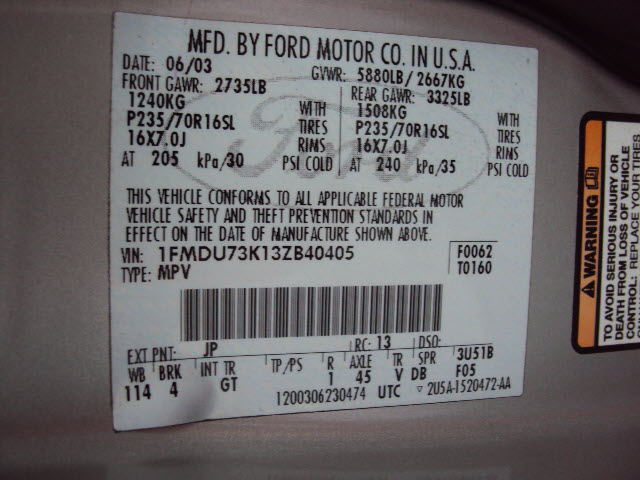 MFD. BY FORD MOTOR CO. IN U.S.A.
DATE: 06/03 GVWR: 5880LB/2667KG
FRONT GAWR: 2735LB REAR GAWR: 3325LB
1240KG WITH 1508KG WITH
P235/70R16SL TIRES P235/70R16SL TIRES
16X7.0J RIMS 16X7.0J RIMS
AT 205 kPa/30 PSI COLD AT 240 kPa/35 PSI COLD
Ford
THIS VEHICLE CONFORMS TO ALL APPLICABLE FEDERAL MOTOR
VEHICLE SAFETY AND THEFT PREVENTION STANDARDS IN
EFFECT ON THE DATE OF MANUFACTURE SHOWN ABOVE.
VIN: 1FMDU73K13ZB40405 F0062
TYPE: MPV T0160
EXT PNT: JP RC: 13 DSO:
WB BRK INT TR TP/PS R AXLE TR SPR 3U51B
114 4 GT 1 45 V DB F05
1200306230474 UTC 2U5A-1520472-AA
WARNING
TO AVOID SERIOUS INJURY OR
DEATH FROM LOSS OF VEHICLE
CONTROL: REPLACE YOUR TIRES